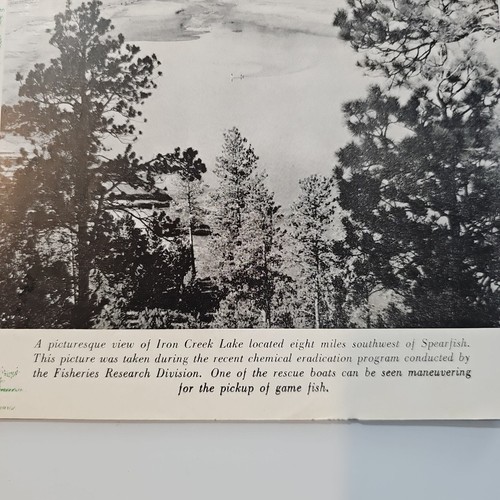 A picturesque view of Iron Creek Lake located eight miles southwest of Spearfish.
This picture was taken during the recent chemical eradication program conducted by
the Fisheries Research Division. One of the rescue boats can be seen maneuvering
for the pickup of game fish.